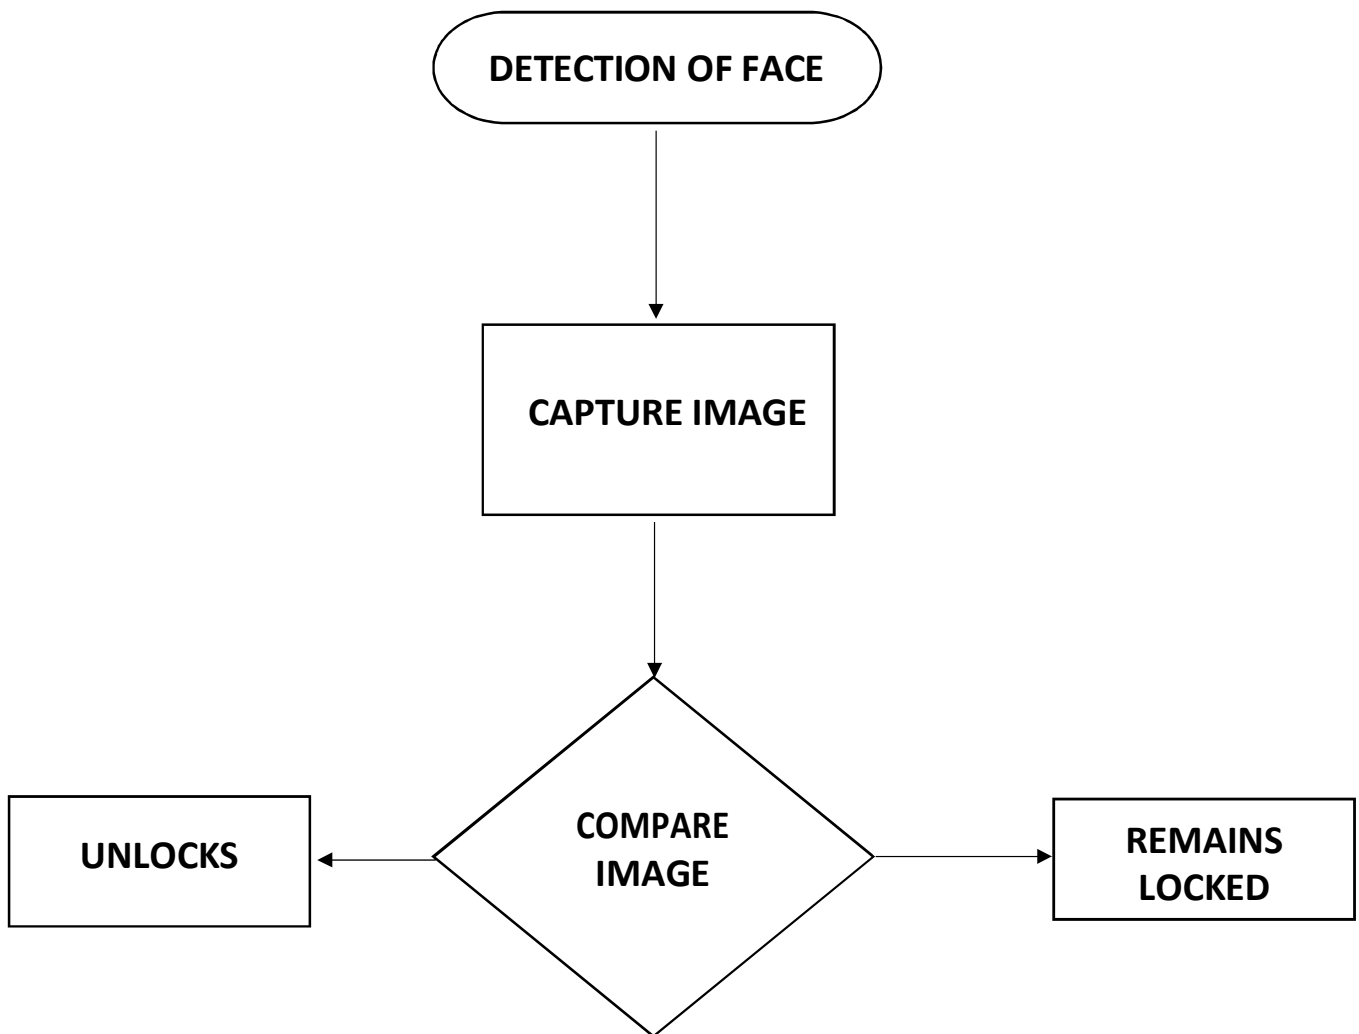 DETECTION OF FACE
CAPTURE IMAGE
COMPARE
IMAGE
UNLOCKS
REMAINS
LOCKED